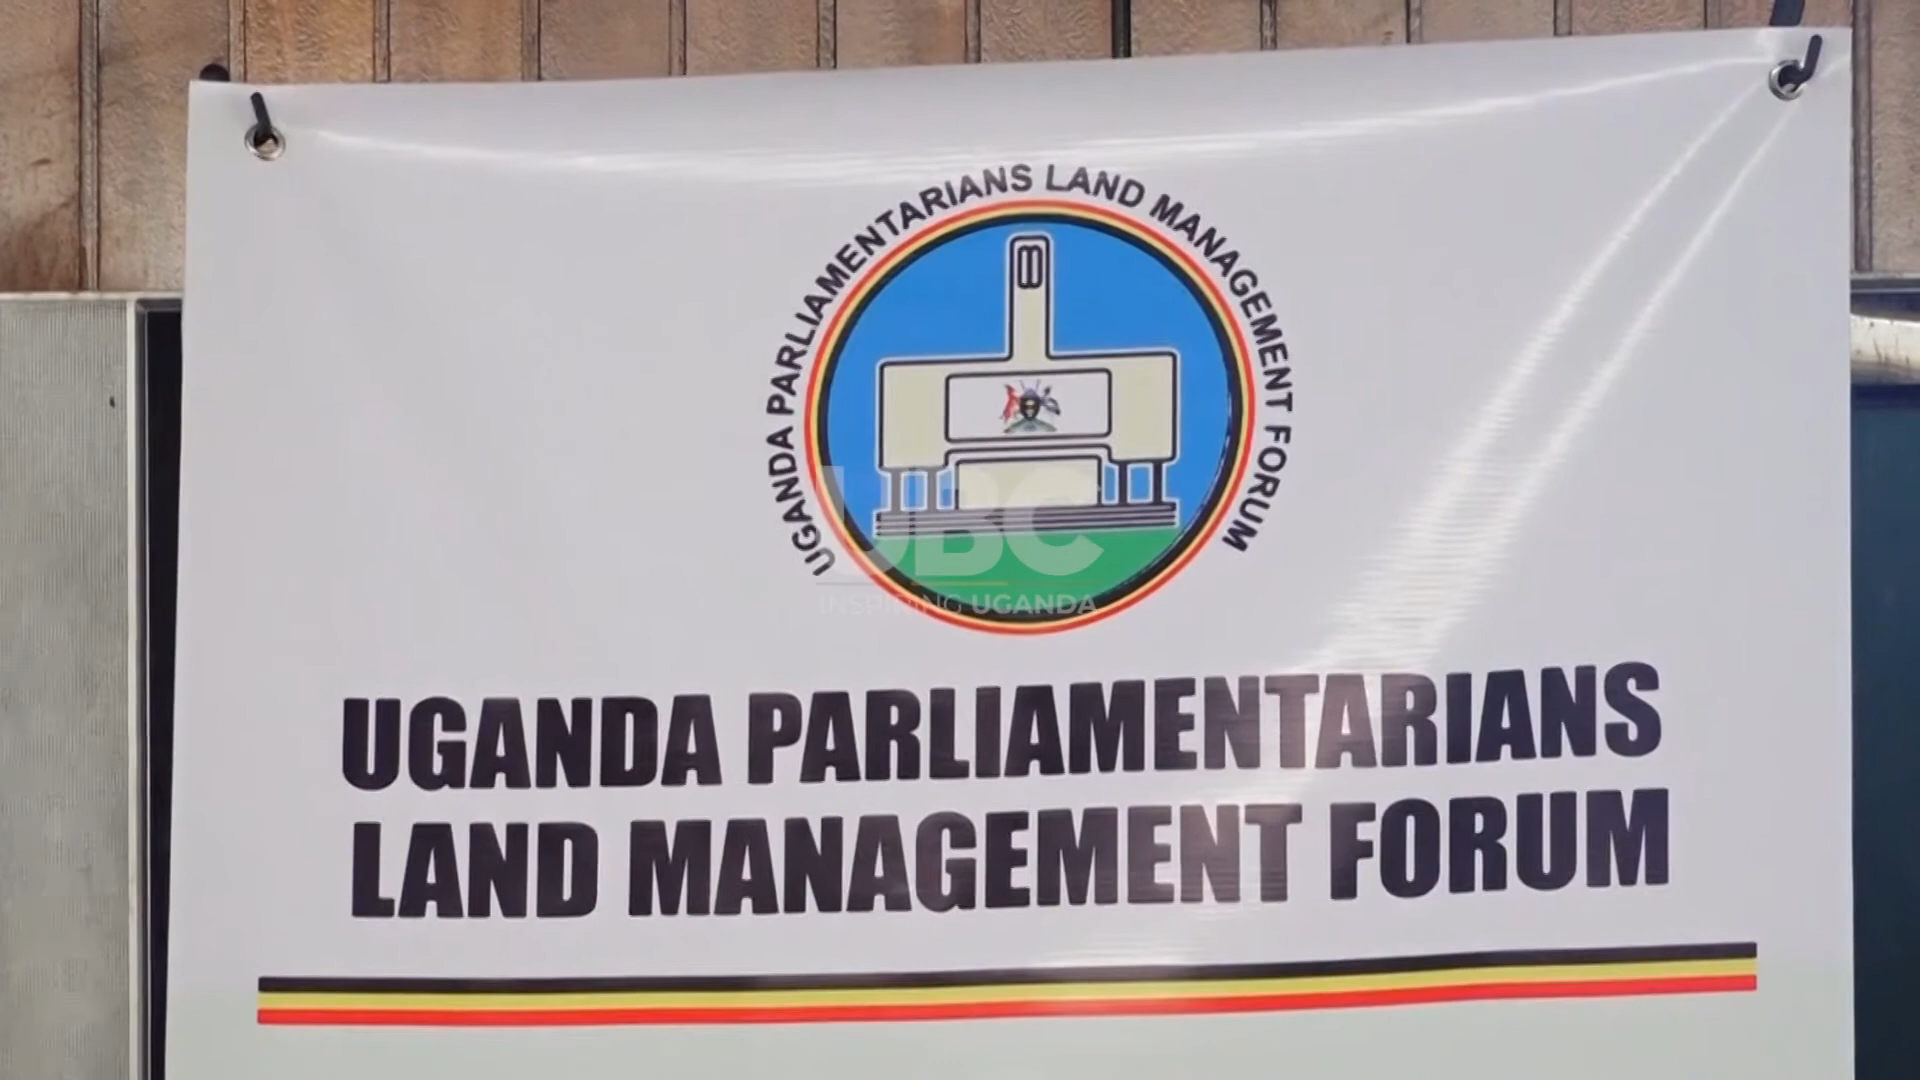 UGANDA PARLIAMENTARIANS LAND MANAGEMENT FORUM
UBC
INSPIRING UGANDA
UGANDA PARLIAMENTARIANS
LAND MANAGEMENT FORUM